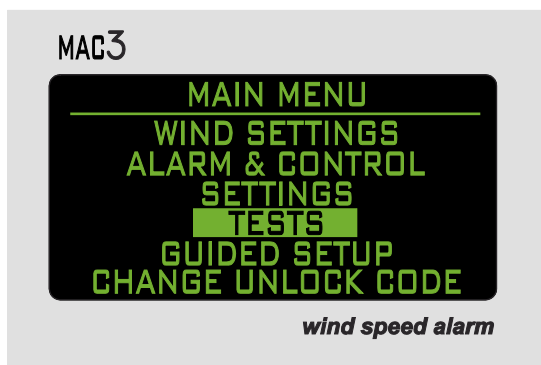 MAC3
MAIN MENU
WIND SETTINGS
ALARM & CONTROL
SETTINGS
TESTS
GUIDED SETUP
CHANGE UNLOCK CODE
wind speed alarm